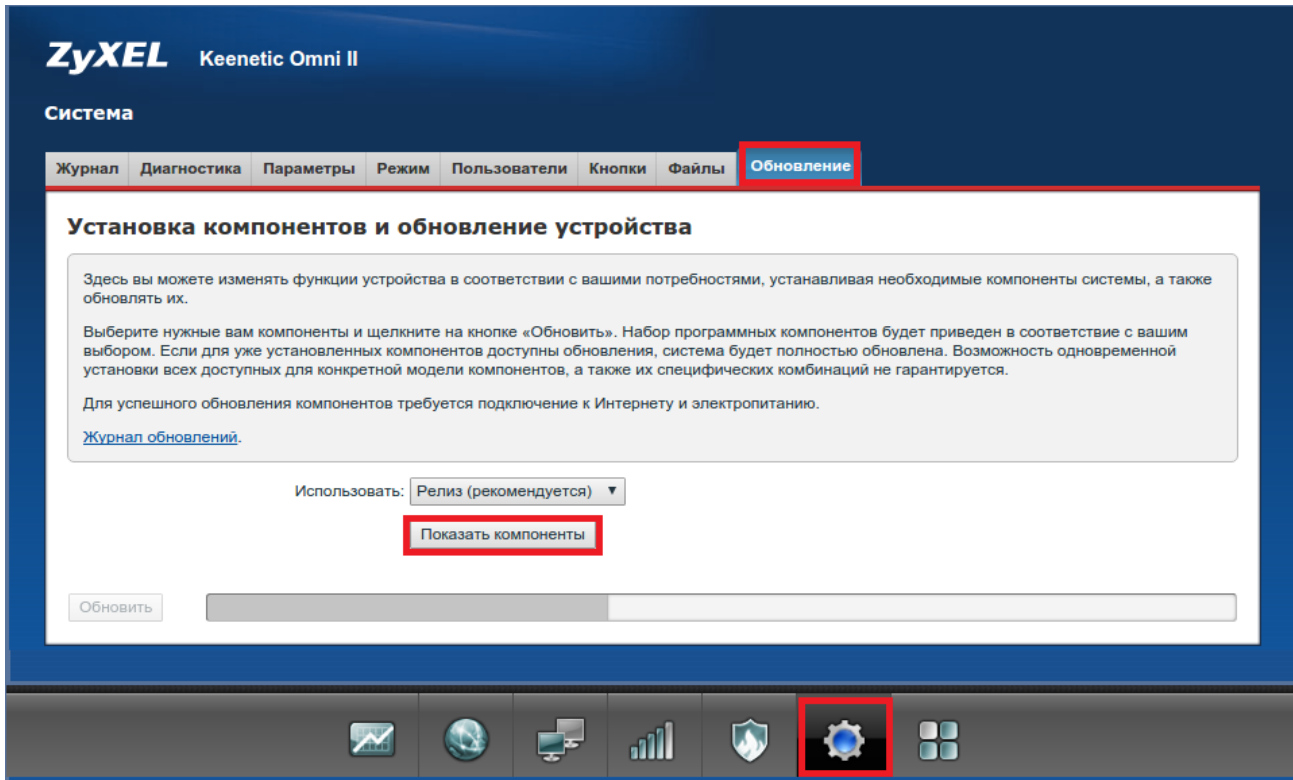 ZyXEL Keenetic Omni II
Система
Журнал Диагностика Параметры Режим Пользователи Кнопки Файлы Обновление
Установка компонентов и обновление устройства
Здесь вы можете изменять функции устройства в соответствии с вашими потребностями, устанавливая необходимые компоненты системы, а также
обновлять их.
Выберите нужные вам компоненты и щелкните на кнопке «Обновить». Набор программных компонентов будет приведен в соответствие с вашим
выбором. Если для уже установленных компонентов доступны обновления, система будет полностью обновлена. Возможность одновременной
установки всех доступных для конкретной модели компонентов, а также их специфических комбинаций не гарантируется.
Для успешного обновления компонентов требуется подключение к Интернету и электропитанию.
Журнал обновлений.
Использовать: Релиз (рекомендуется)
Показать компоненты
Обновить